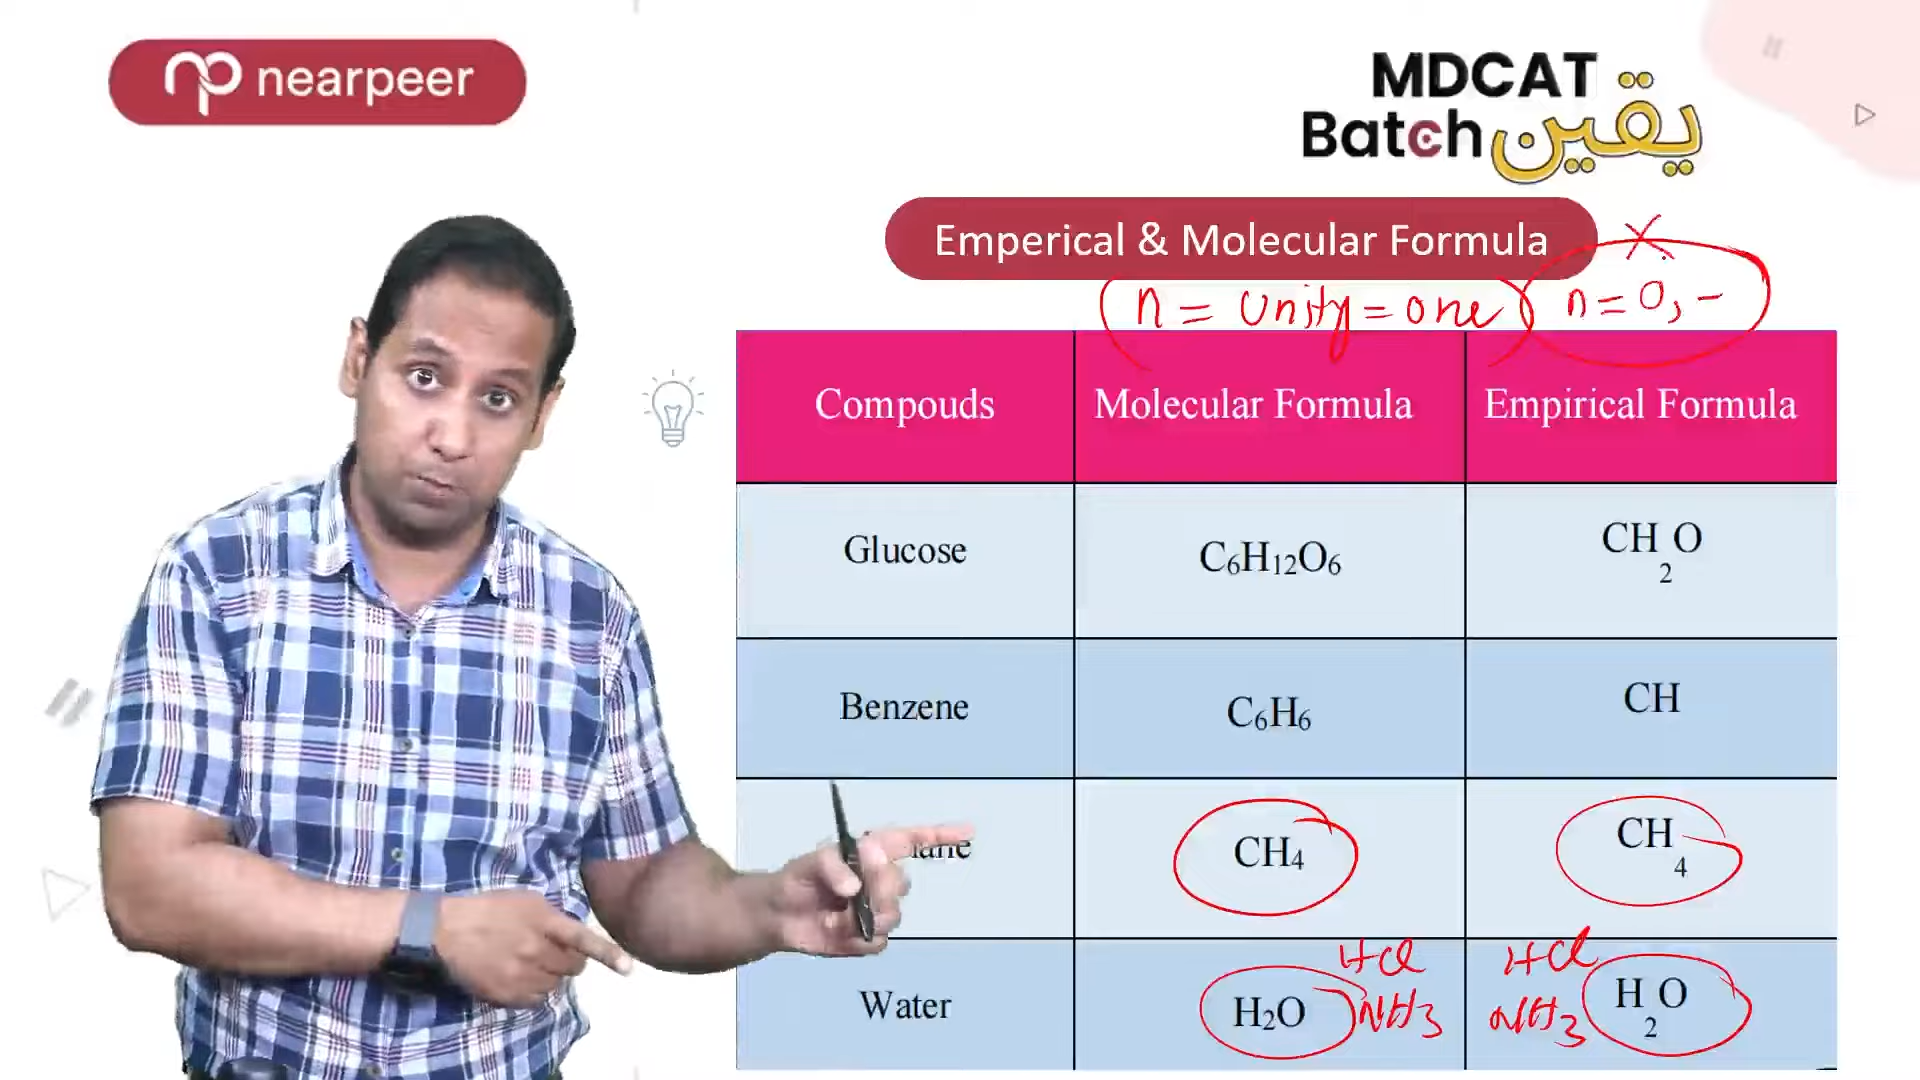 nearpeer
MDCAT
Batch يقين
Emperical & Molecular Formula
n = Unity = one n = 0, -
Compouds Molecular Formula Empirical Formula
Glucose C₆H₁₂O₆ CH₂O
Benzene C₆H₆ CH
CH₄ CH₄
HCl HCl
Water H₂O NH₃ NH₃ H₂O